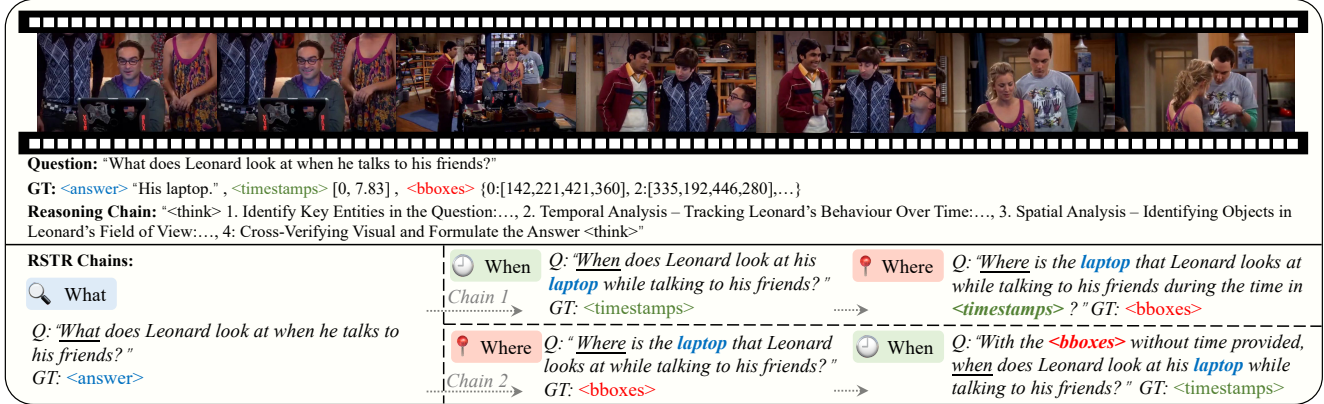 Question: "What does Leonard look at when he talks to his friends?"
GT: <answer> "His laptop." , <timestamps> [0, 7.83] , <bboxes> {0:[142,221,421,360], 2:[335,192,446,280],…}
Reasoning Chain: "<think> 1. Identify Key Entities in the Question:…, 2. Temporal Analysis – Tracking Leonard's Behaviour Over Time:…, 3. Spatial Analysis – Identifying Objects in
Leonard's Field of View:…, 4: Cross-Verifying Visual and Formulate the Answer <think>"
RSTR Chains:
What
Q: "What does Leonard look at when he talks to
his friends?"
GT: <answer>
Chain 1
When
Q: "When does Leonard look at his
laptop while talking to his friends?"
GT: <timestamps>
Where
Q: "Where is the laptop that Leonard looks at
while talking to his friends during the time in
<timestamps> ?" GT: <bboxes>
Chain 2
Where
Q: "Where is the laptop that Leonard
looks at while talking to his friends?"
GT: <bboxes>
When
Q: "With the <bboxes> without time provided,
when does Leonard look at his laptop while
talking to his friends?" GT: <timestamps>